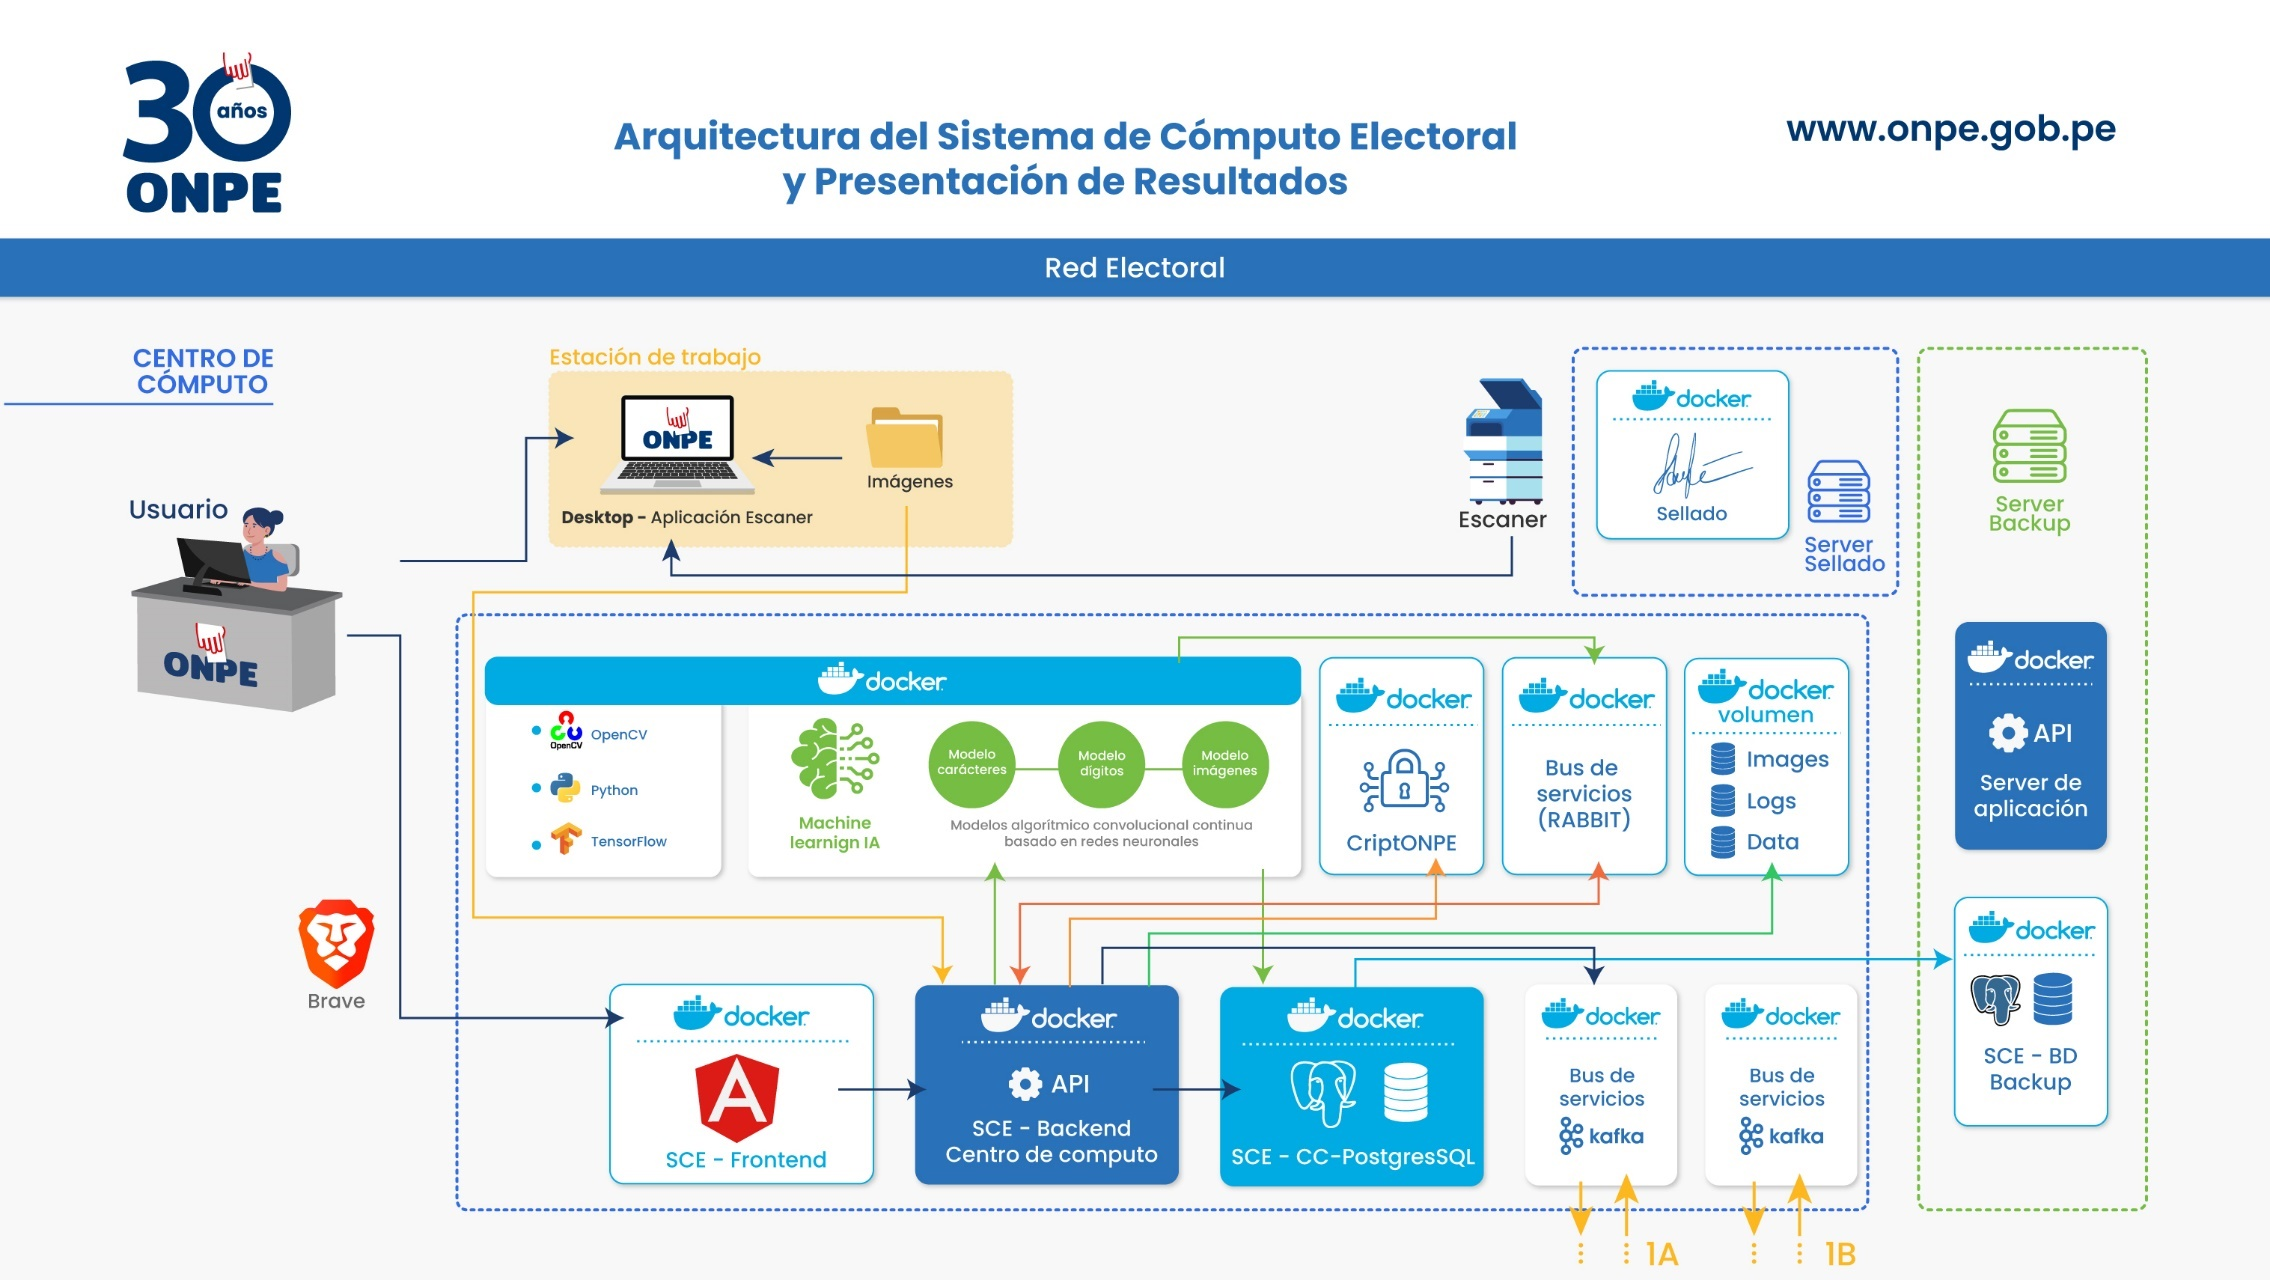 30
años
ONPE
Arquitectura del Sistema de Cómputo Electoral
y Presentación de Resultados
www.onpe.gob.pe
Red Electoral
CENTRO DE
CÓMPUTO
Estación de trabajo
ONPE
Imágenes
Desktop - Aplicación Escaner
Escaner
docker
Sellado
Server
Sellado
Server
Backup
Usuario
ONPE
docker
OpenCV
OpenCV
Python
TensorFlow
Machine
learnign IA
Modelo
carácteres
Modelo
dígitos
Modelo
imágenes
Modelos algorítmico convolucional continua
basado en redes neuronales
docker
CriptONPE
docker
Bus de
servicios
(RABBIT)
docker
volumen
Images
Logs
Data
docker
API
Server de
aplicación
Brave
docker
SCE - Frontend
docker
API
SCE - Backend
Centro de computo
docker
SCE - CC-PostgresSQL
docker
Bus de
servicios
kafka
docker
Bus de
servicios
kafka
docker
SCE - BD
Backup
1A
1B